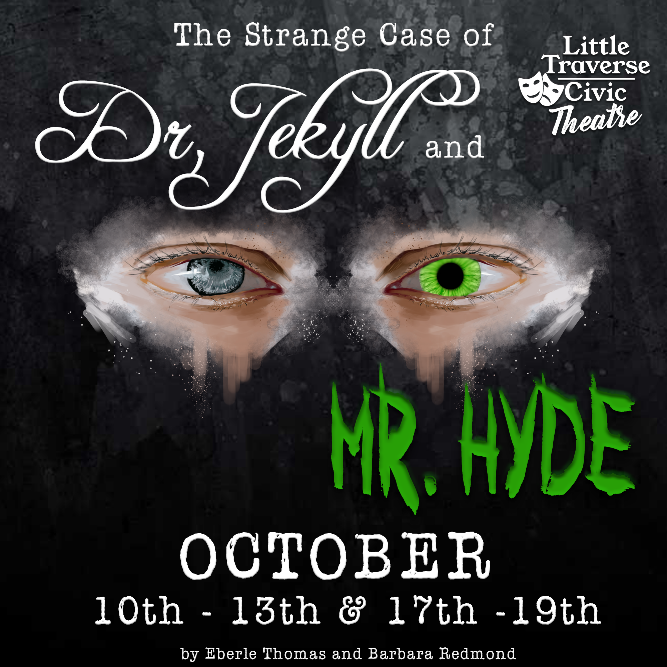 The Strange Case of
Dr, Jekyll and
MR. HYDE
Little
Traverse
Civic
Theatre
OCTOBER
10th - 13th & 17th -19th
by Eberle Thomas and Barbara Redmond